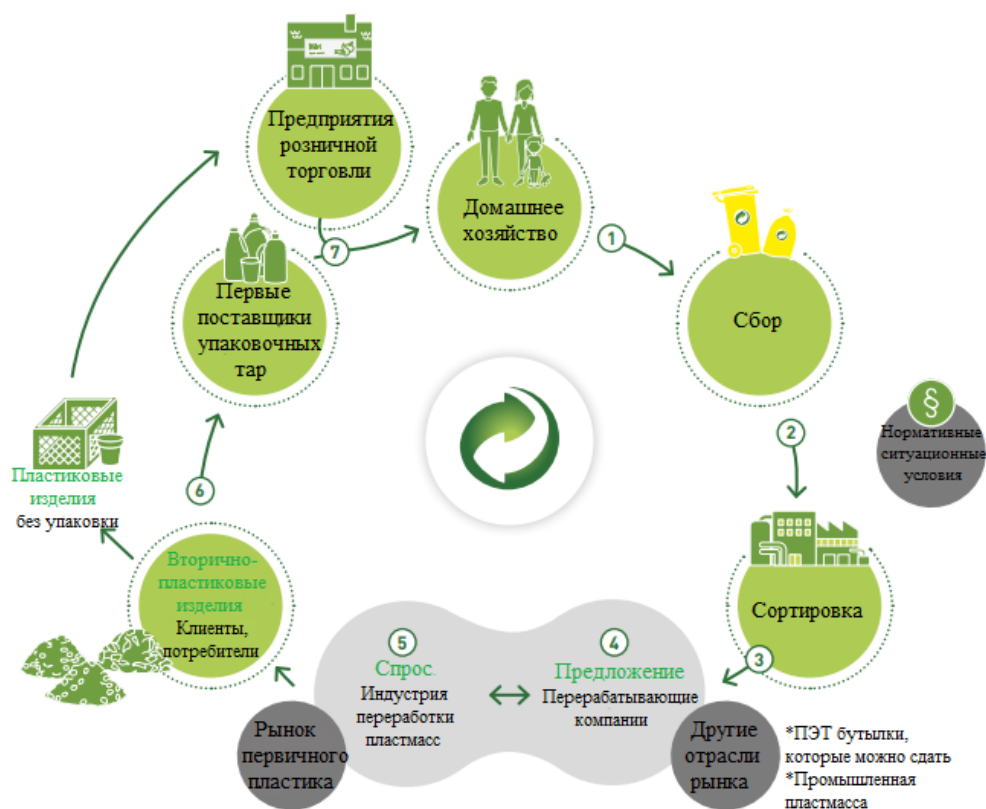 Предприятия
розничной
торговли
Домашнее
хозяйство
1
7
Первые
поставщики
упаковочных
тар
Сбор
2
§
Нормативные
ситуационные
условия
Пластиковые
изделия
без упаковки
6
Вторично-
пластиковые
изделия
Клиенты,
потребители
Сортировка
3
5
Спрос
Индустрия
переработки
пластмасс
4
Предложение
Перерабатывающие
компании
Рынок
первичного
пластика
Другие
отрасли
рынка
*ПЭТ бутылки,
которые можно сдать
*Промышленная
пластмасса